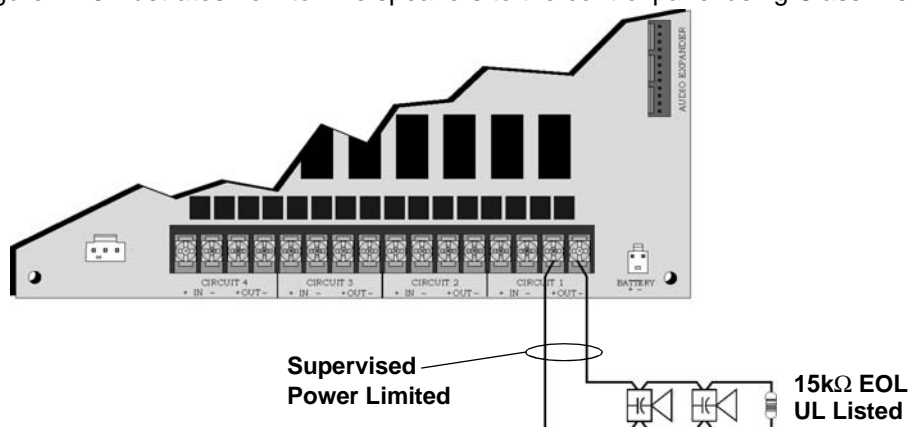 AUDIO EXPANDER
CIRCUIT 4
+ IN - +OUT-
CIRCUIT 3
+ IN - +OUT-
CIRCUIT 2
+ IN - +OUT-
CIRCUIT 1
+ IN - +OUT-
BATTERY
+ -
Supervised
Power Limited
15kΩ EOL
UL Listed